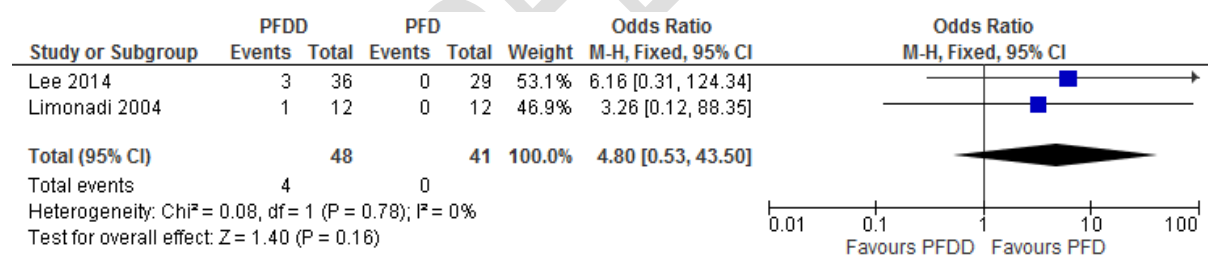 PFDD PFD Odds Ratio Odds Ratio
Study or Subgroup Events Total Events Total Weight M-H, Fixed, 95% CI M-H, Fixed, 95% CI
Lee 2014 3 36 0 29 53.1% 6.16 [0.31, 124.34]
Limonadi 2004 1 12 0 12 46.9% 3.26 [0.12, 88.35]
Total (95% CI) 48 41 100.0% 4.80 [0.53, 43.50]
Total events 4 0
Heterogeneity: Chi² = 0.08, df = 1 (P = 0.78); I² = 0%
Test for overall effect: Z = 1.40 (P = 0.16)
0.01 0.1 1 10 100
Favours PFDD Favours PFD